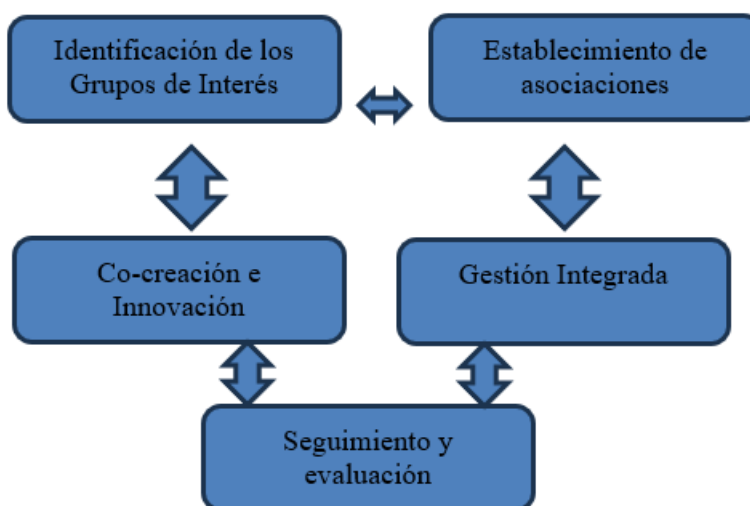 Identificación de los
Grupos de Interés
Establecimiento de
asociaciones
Co-creación e
Innovación
Gestión Integrada
Seguimiento y
evaluación